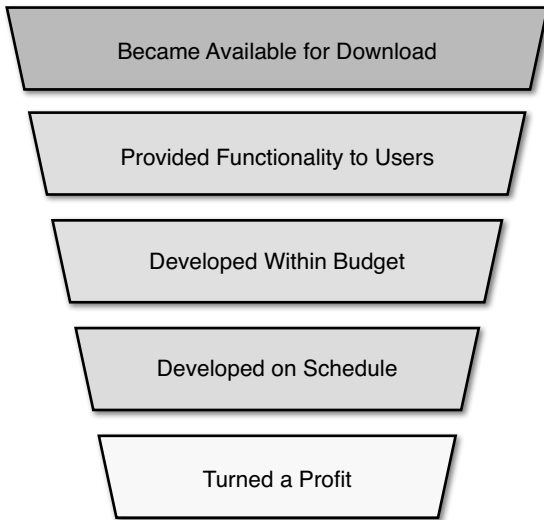 Became Available for Download
Provided Functionality to Users
Developed Within Budget
Developed on Schedule
Turned a Profit